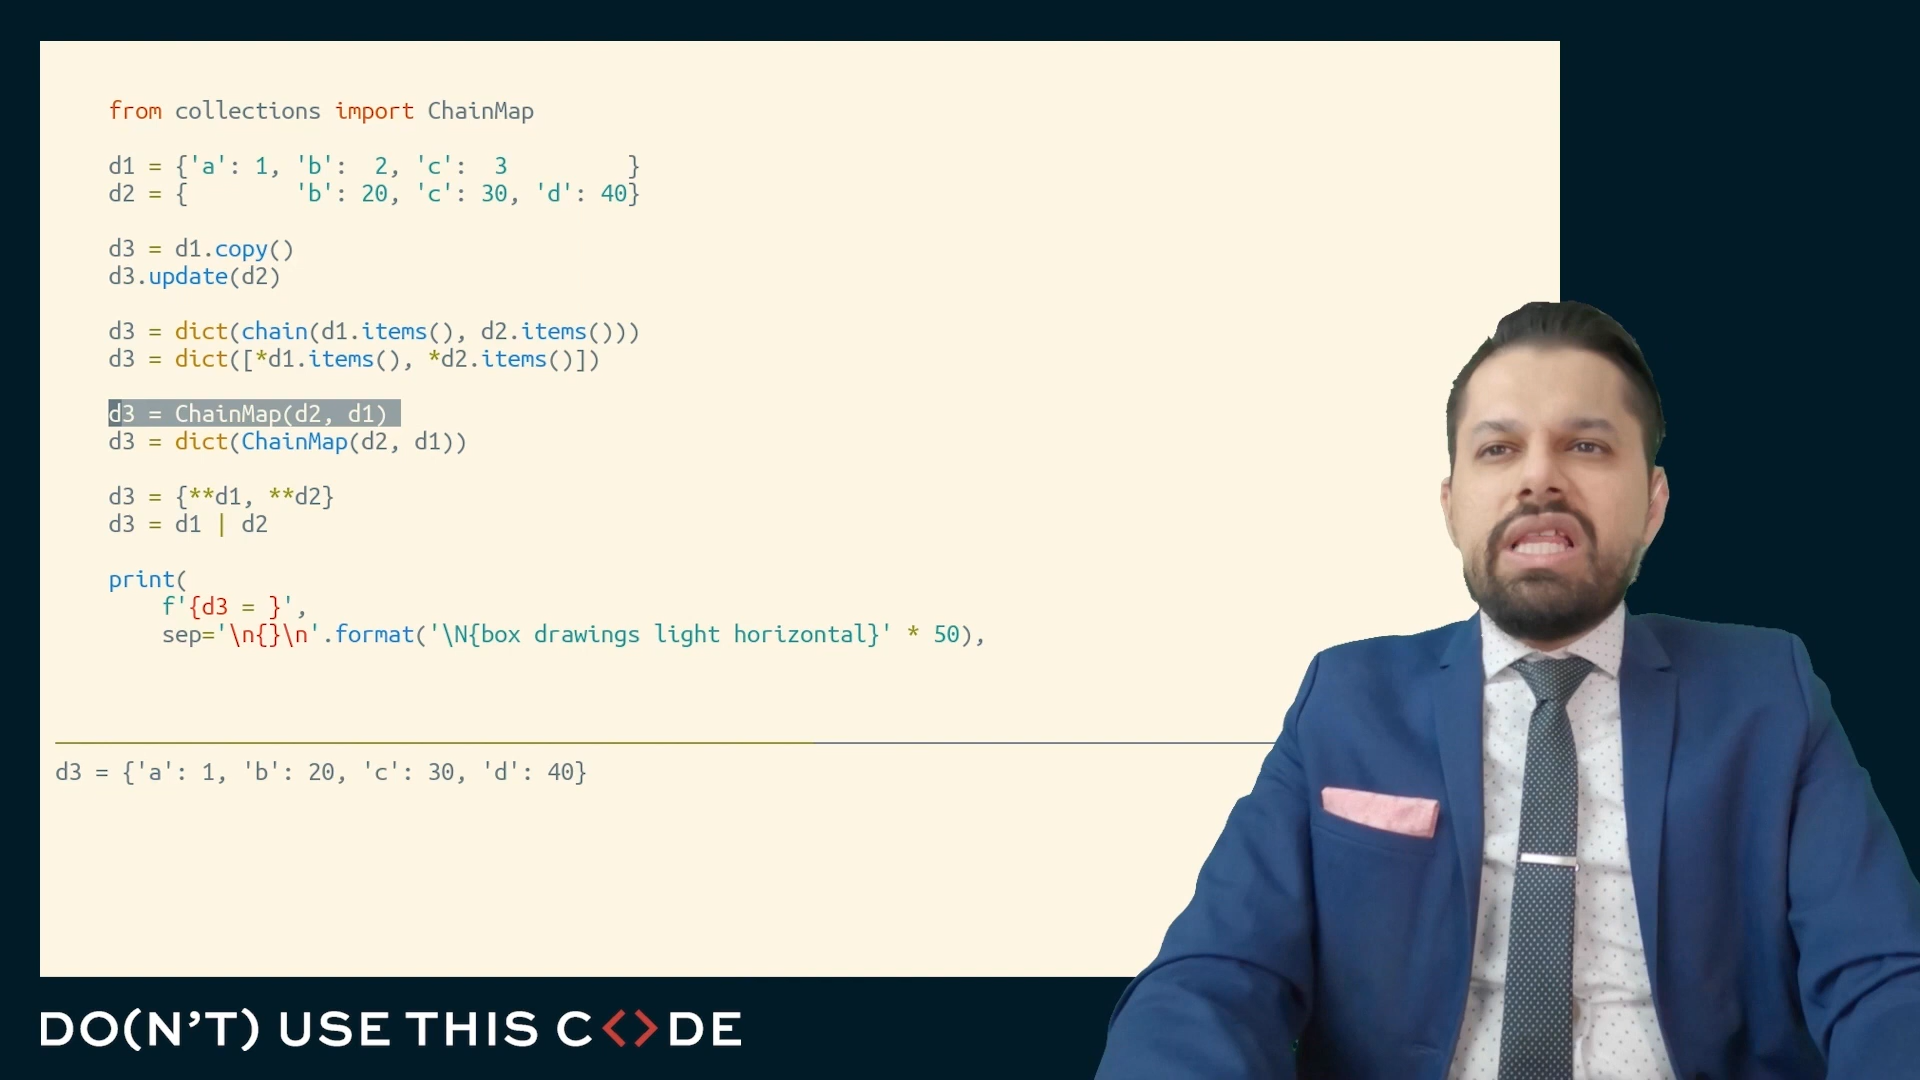 from collections import ChainMap
d1 = {'a': 1, 'b':  2, 'c':  3         }
d2 = {        'b': 20, 'c': 30, 'd': 40}
d3 = d1.copy()
d3.update(d2)
d3 = dict(chain(d1.items(), d2.items()))
d3 = dict([*d1.items(), *d2.items()])
d3 = ChainMap(d2, d1)
d3 = dict(ChainMap(d2, d1))
d3 = {**d1, **d2}
d3 = d1 | d2
print(
    f'{d3 = }',
    sep='\n{}\n'.format('\N{box drawings light horizontal}' * 50),
d3 = {'a': 1, 'b': 20, 'c': 30, 'd': 40}
DO(N'T) USE THIS C<>DE